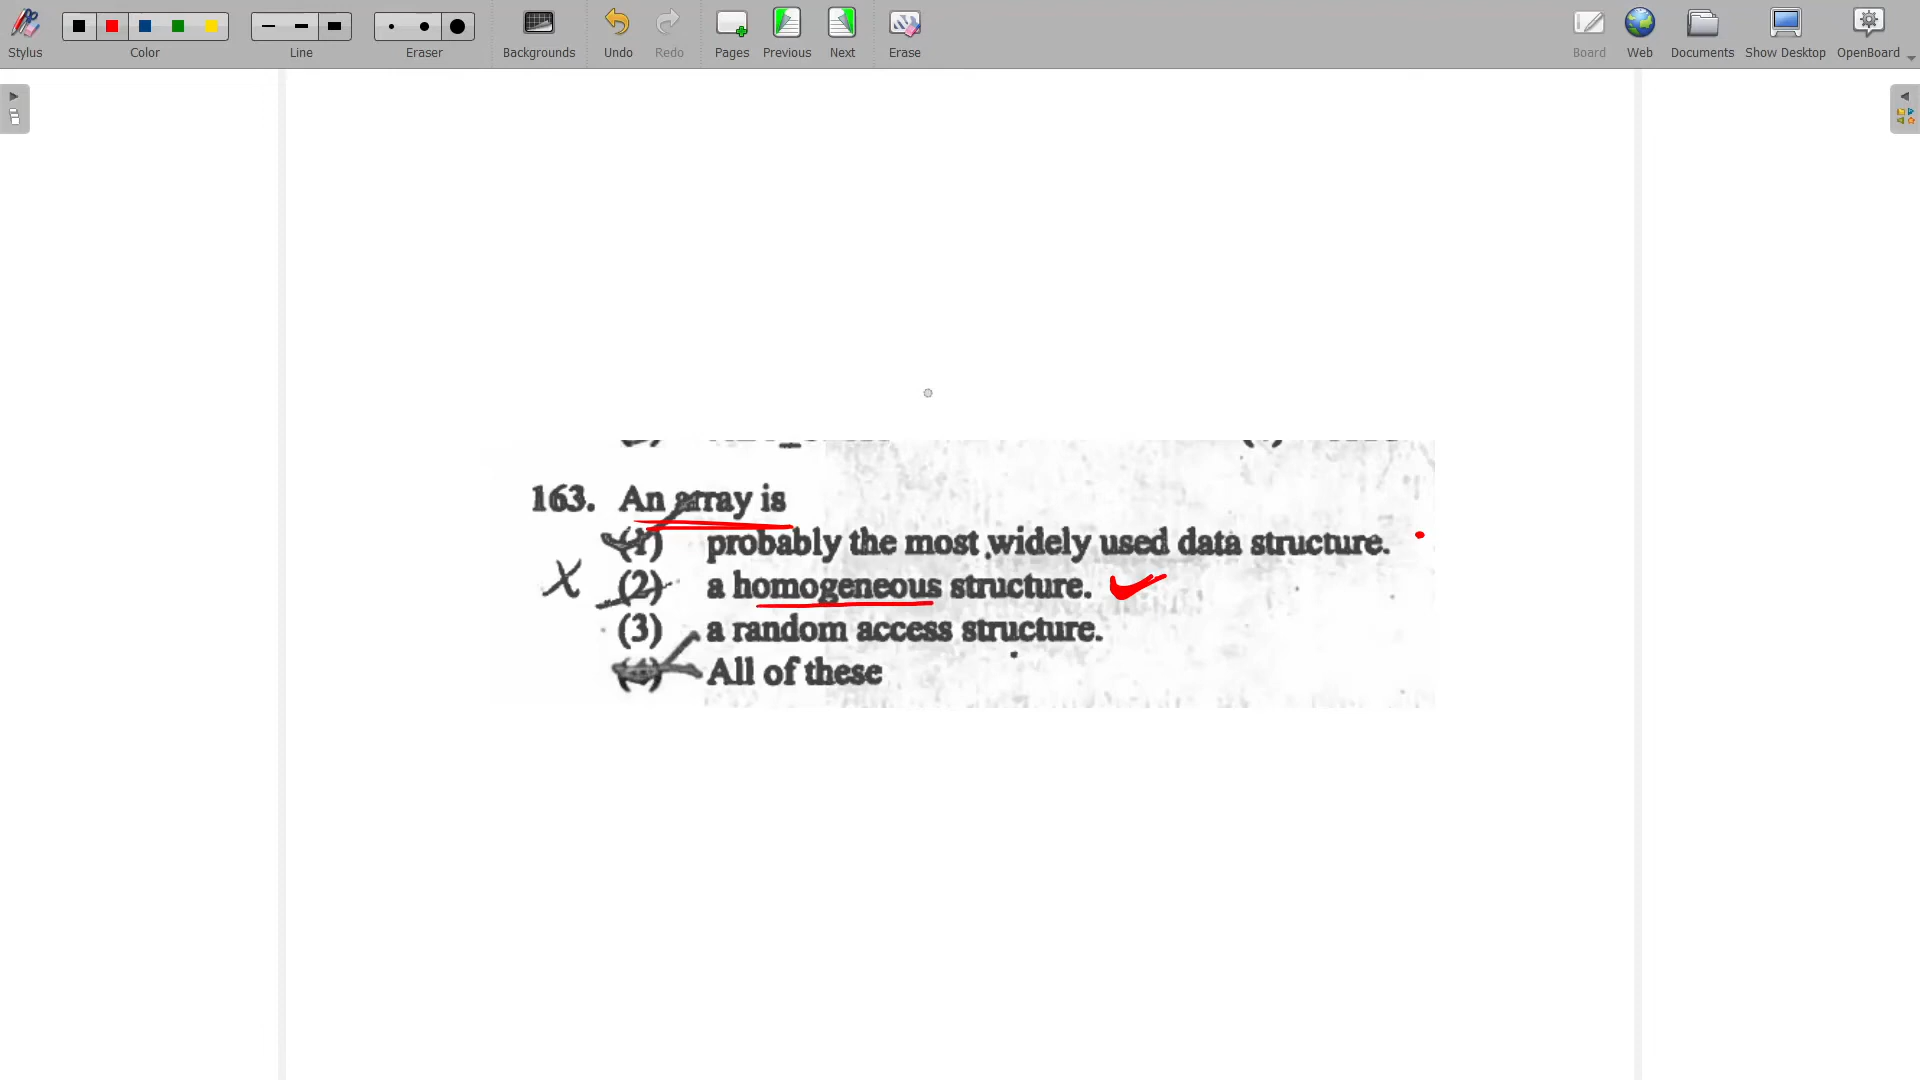 Stylus Color Line Eraser Backgrounds Undo Redo Pages Previous Next Erase Board Web Documents Show Desktop OpenBoard
163. An array is
(1) probably the most widely used data structure.
X (2) a homogeneous structure.
(3) a random access structure.
(4) All of these